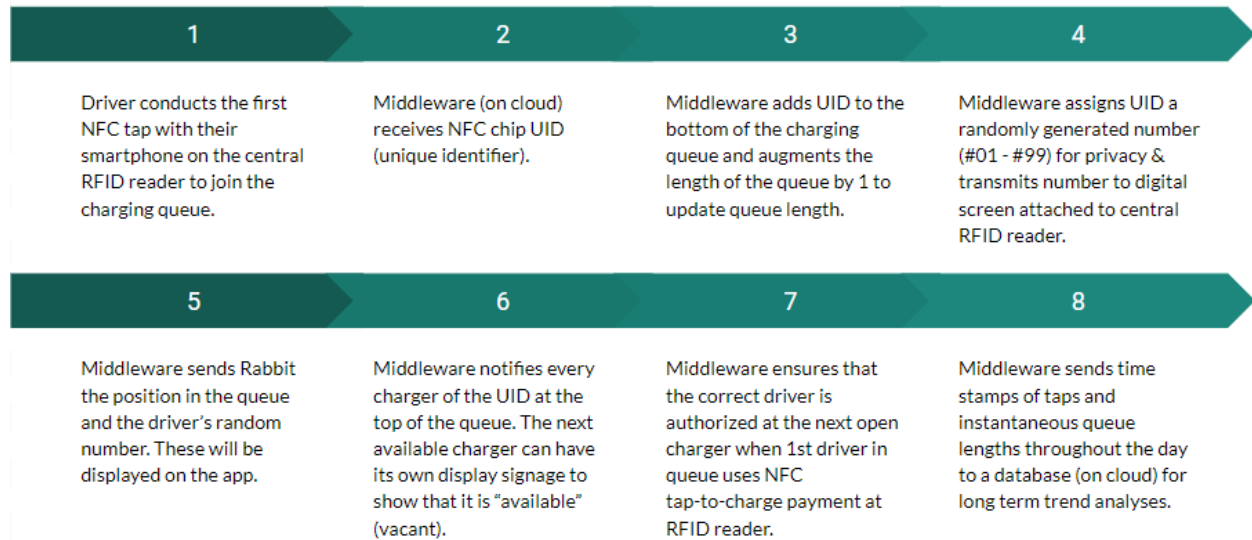 1
2
3
4
Driver conducts the first
NFC tap with their
smartphone on the central
RFID reader to join the
charging queue.
Middleware (on cloud)
receives NFC chip UID
(unique identifier).
Middleware adds UID to the
bottom of the charging
queue and augments the
length of the queue by 1 to
update queue length.
Middleware assigns UID a
randomly generated number
(#01 - #99) for privacy &
transmits number to digital
screen attached to central
RFID reader.
5
6
7
8
Middleware sends Rabbit
the position in the queue
and the driver's random
number. These will be
displayed on the app.
Middleware notifies every
charger of the UID at the
top of the queue. The next
available charger can have
its own display signage to
show that it is “available”
(vacant).
Middleware ensures that
the correct driver is
authorized at the next open
charger when 1st driver in
queue uses NFC
tap-to-charge payment at
RFID reader.
Middleware sends time
stamps of taps and
instantaneous queue
lengths throughout the day
to a database (on cloud) for
long term trend analyses.